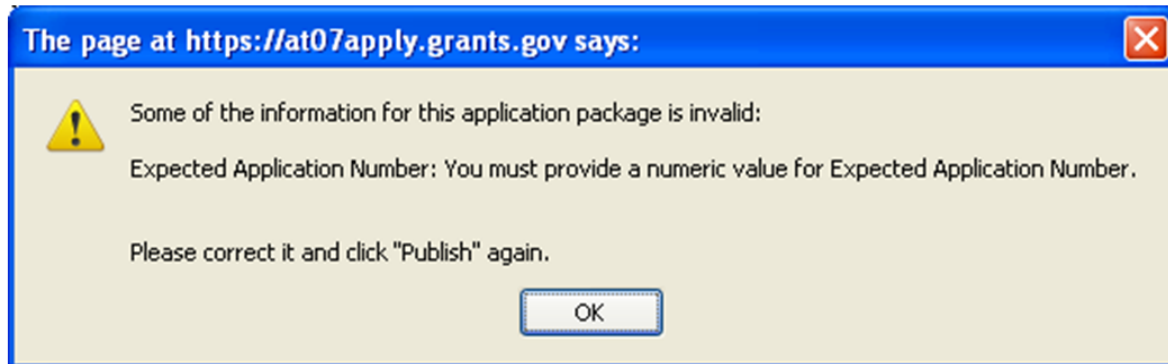 The page at https://at07apply.grants.gov says:
Some of the information for this application package is invalid:
Expected Application Number: You must provide a numeric value for Expected Application Number.
Please correct it and click "Publish" again.
OK